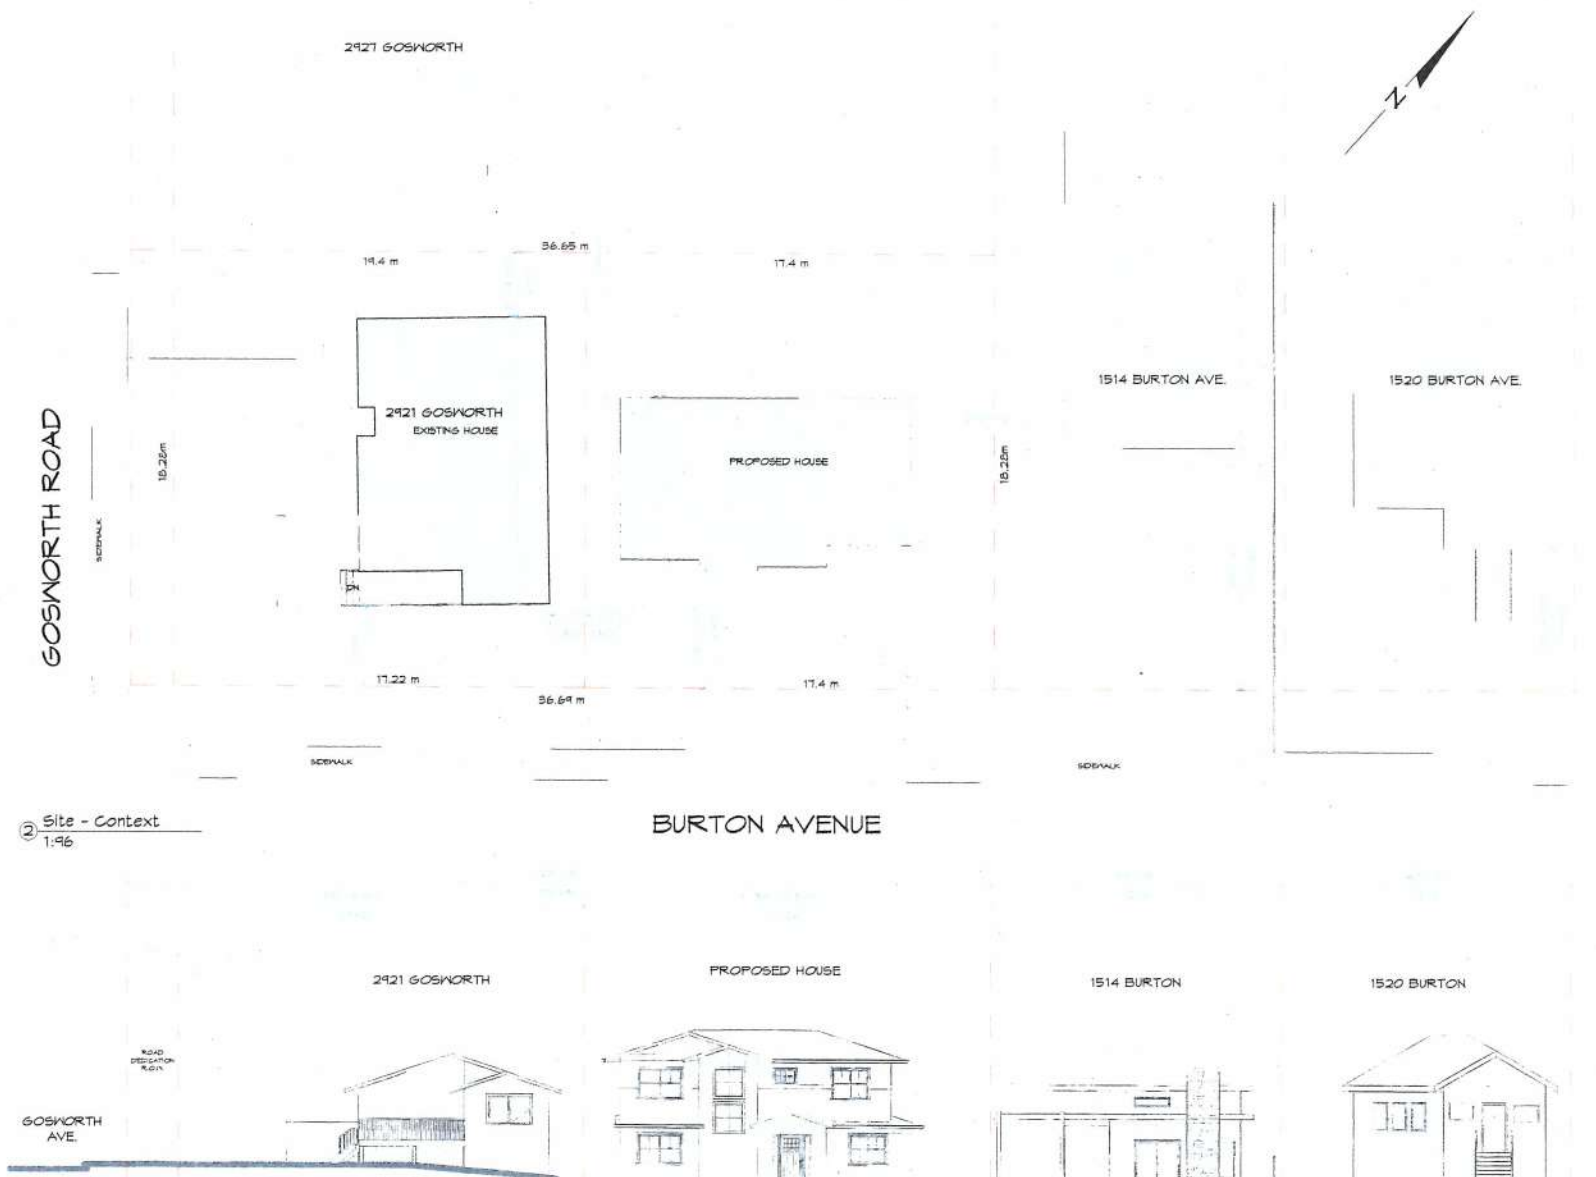 2927 GOSWORTH
N
36.65 m
19.4 m
17.4 m
1514 BURTON AVE.
1520 BURTON AVE.
2921 GOSWORTH
EXISTING HOUSE
PROPOSED HOUSE
GOSWORTH ROAD
18.28m
18.28m
SIDEWALK
DN
17.22 m
17.4 m
36.69 m
SIDEWALK
SIDEWALK
2 Site - Context
1:96
BURTON AVENUE
2921 GOSWORTH
PROPOSED HOUSE
1514 BURTON
1520 BURTON
ROAD
DEDICATION
R.O.W.
GOSWORTH
AVE.